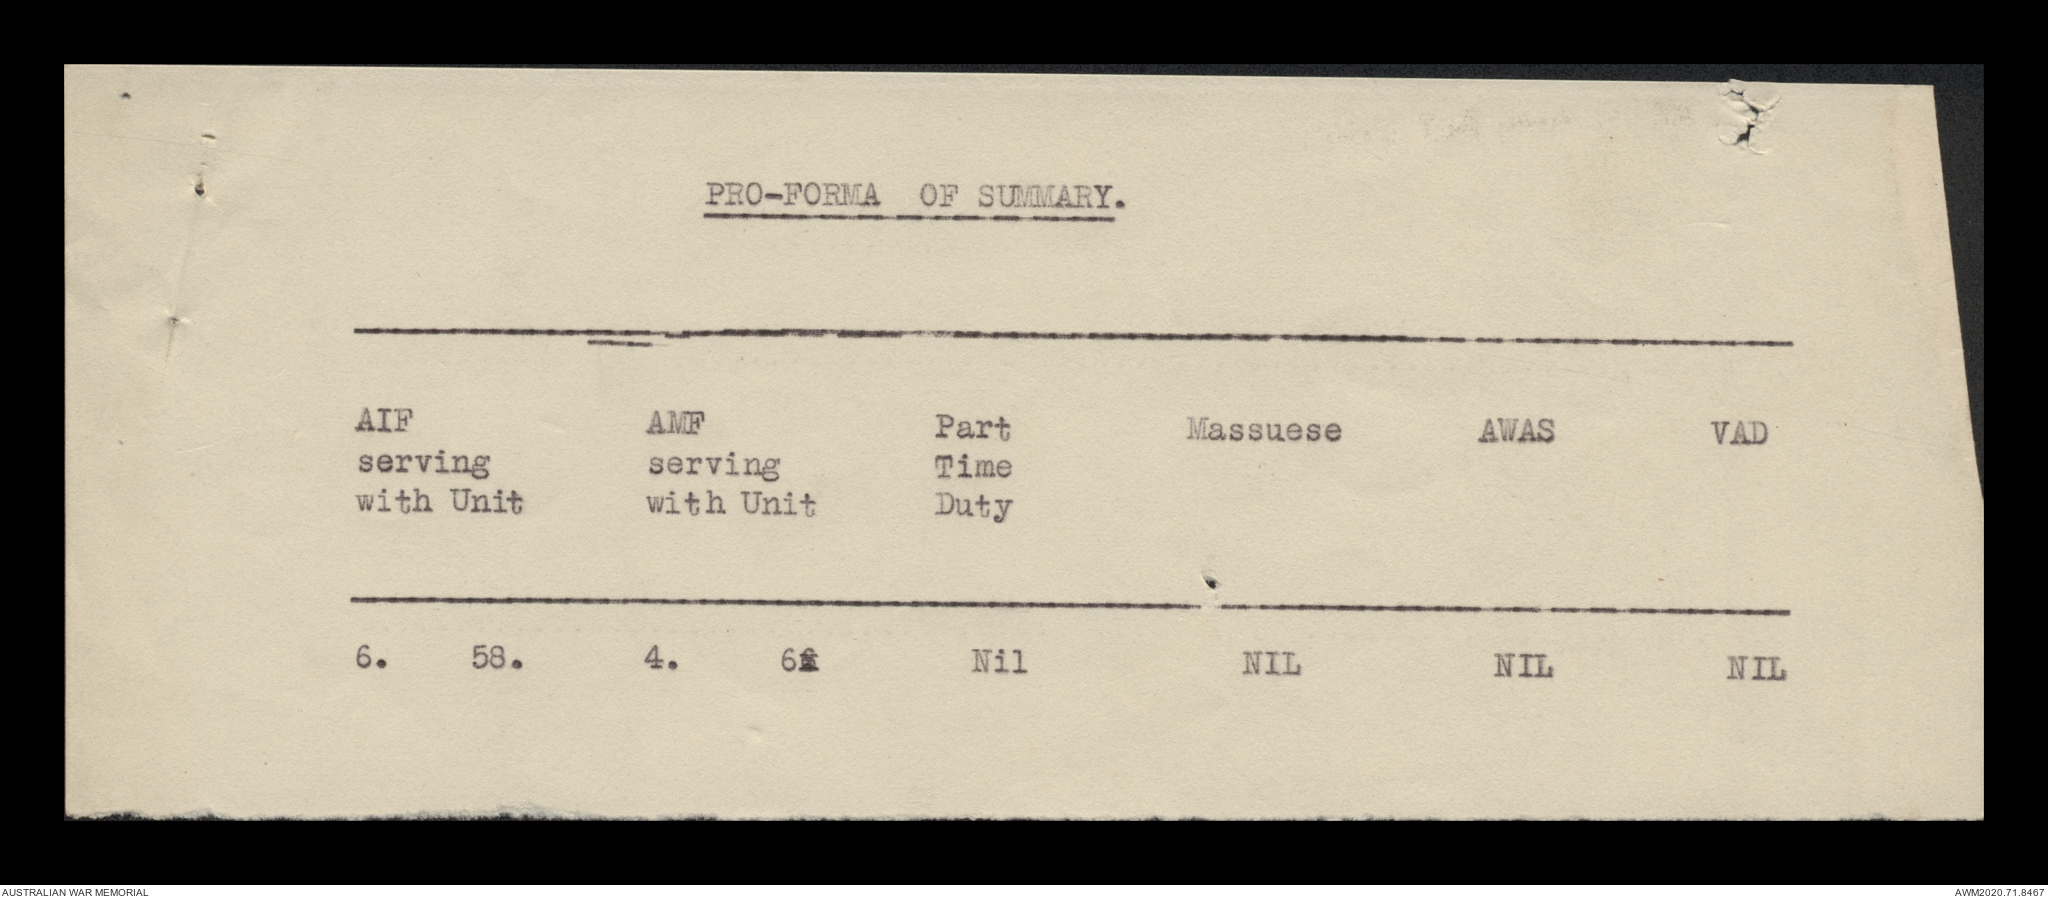 PRO-FORMA OF SUMMARY.
AIF AMF Part Massuese AWAS VAD
serving serving Time
with Unit with Unit Duty
6. 58. 4. 6 Nil NIL NIL NIL
AUSTRALIAN WAR MEMORIAL AWM2020.71.8467